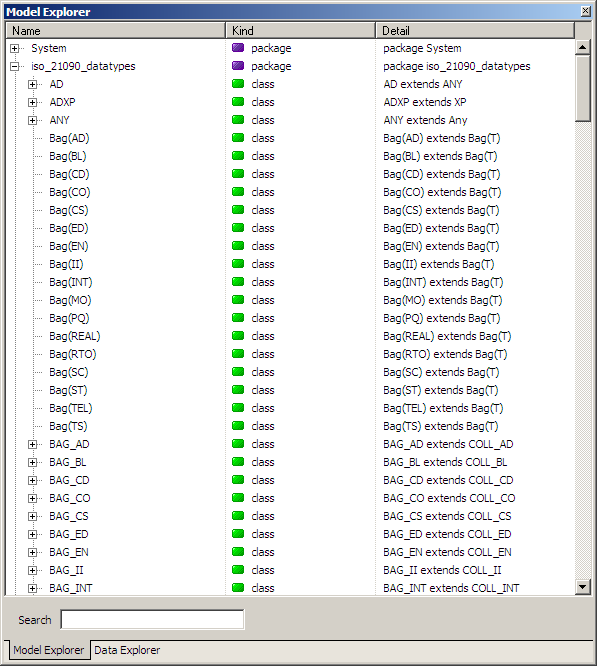 Model Explorer
Name Kind Detail
System package package System
iso_21090_datatypes package package iso_21090_datatypes
AD class AD extends ANY
ADXP class ADXP extends XP
ANY class ANY extends Any
Bag(AD) class Bag(AD) extends Bag(T)
Bag(BL) class Bag(BL) extends Bag(T)
Bag(CD) class Bag(CD) extends Bag(T)
Bag(CO) class Bag(CO) extends Bag(T)
Bag(CS) class Bag(CS) extends Bag(T)
Bag(ED) class Bag(ED) extends Bag(T)
Bag(EN) class Bag(EN) extends Bag(T)
Bag(II) class Bag(II) extends Bag(T)
Bag(INT) class Bag(INT) extends Bag(T)
Bag(MO) class Bag(MO) extends Bag(T)
Bag(PQ) class Bag(PQ) extends Bag(T)
Bag(REAL) class Bag(REAL) extends Bag(T)
Bag(RTO) class Bag(RTO) extends Bag(T)
Bag(SC) class Bag(SC) extends Bag(T)
Bag(ST) class Bag(ST) extends Bag(T)
Bag(TEL) class Bag(TEL) extends Bag(T)
Bag(TS) class Bag(TS) extends Bag(T)
BAG_AD class BAG_AD extends COLL_AD
BAG_BL class BAG_BL extends COLL_BL
BAG_CD class BAG_CD extends COLL_CD
BAG_CO class BAG_CO extends COLL_CO
BAG_CS class BAG_CS extends COLL_CS
BAG_ED class BAG_ED extends COLL_ED
BAG_EN class BAG_EN extends COLL_EN
BAG_II class BAG_II extends COLL_II
BAG_INT class BAG_INT extends COLL_INT
Search
Model Explorer Data Explorer